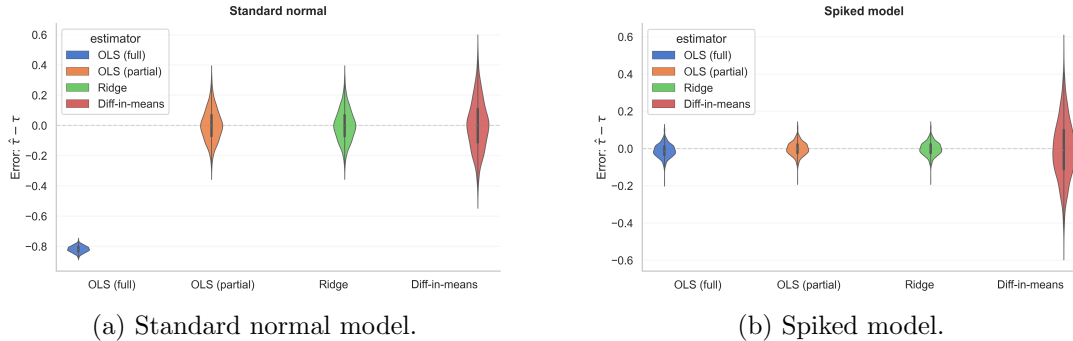 Standard normal
estimator
OLS (full)
OLS (partial)
Ridge
Diff-in-means
Error: τ̂ − τ
0.6
0.4
0.2
0.0
−0.2
−0.4
−0.6
−0.8
OLS (full) OLS (partial) Ridge Diff-in-means
(a) Standard normal model.
Spiked model
estimator
OLS (full)
OLS (partial)
Ridge
Diff-in-means
Error: τ̂ − τ
0.6
0.4
0.2
0.0
−0.2
−0.4
−0.6
OLS (full) OLS (partial) Ridge Diff-in-means
(b) Spiked model.